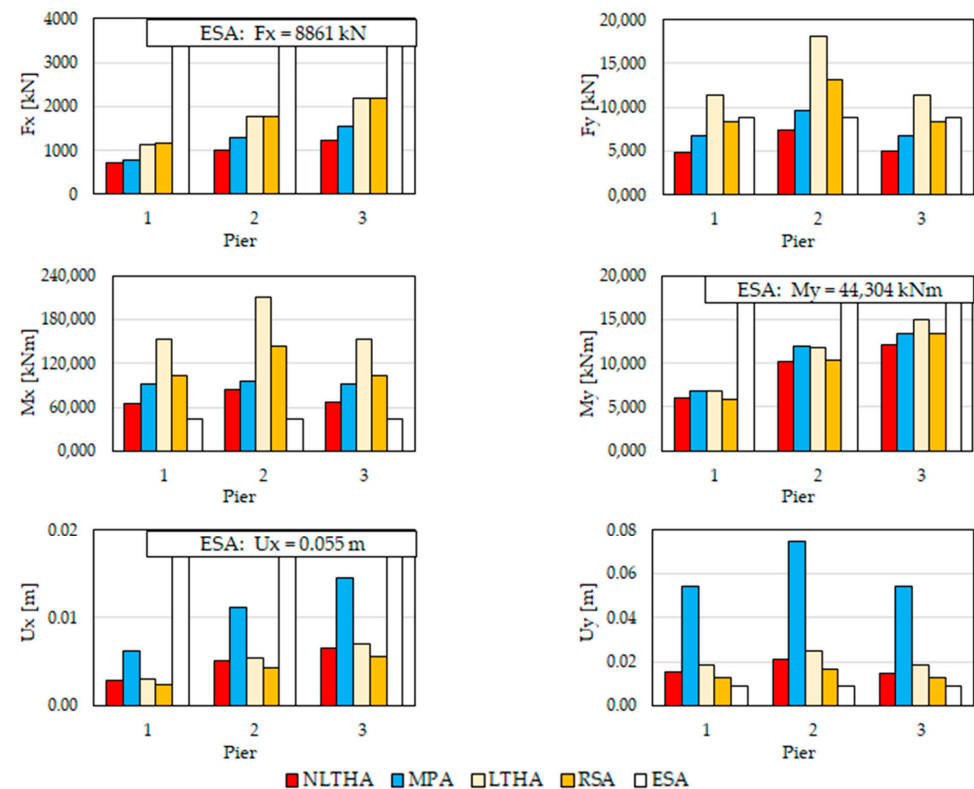 ESA: Fx = 8861 kN
Fx [kN]
4000
3000
2000
1000
0
1 2 3
Pier
Fy [kN]
20,000
15,000
10,000
5,000
0,000
1 2 3
Pier
Mx [kNm]
240,000
180,000
120,000
60,000
0,000
1 2 3
Pier
ESA: My = 44,304 kNm
My [kNm]
20,000
15,000
10,000
5,000
0,000
1 2 3
Pier
ESA: Ux = 0.055 m
Ux [m]
0.02
0.01
0.00
1 2 3
Pier
Uy [m]
0.08
0.06
0.04
0.02
0.00
1 2 3
Pier
NLTHA MPA LTHA RSA ESA